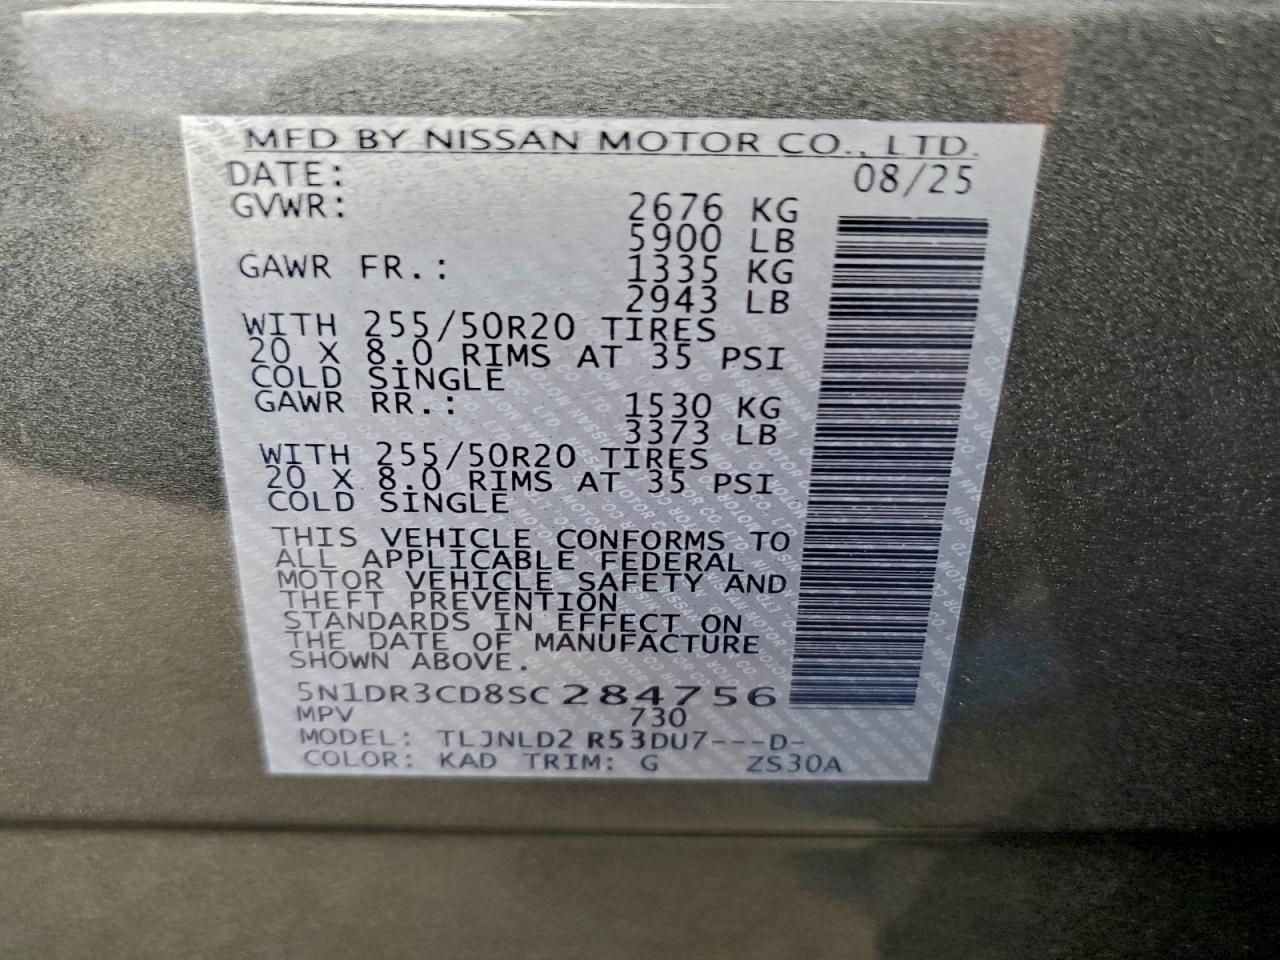 MFD BY NISSAN MOTOR CO., LTD.
DATE: 08/25
GVWR: 2676 KG
5900 LB
GAWR FR.: 1335 KG
2943 LB
WITH 255/50R20 TIRES
20 X 8.0 RIMS AT 35 PSI
COLD SINGLE
GAWR RR.: 1530 KG
3373 LB
WITH 255/50R20 TIRES
20 X 8.0 RIMS AT 35 PSI
COLD SINGLE
THIS VEHICLE CONFORMS TO
ALL APPLICABLE FEDERAL
MOTOR VEHICLE SAFETY AND
THEFT PREVENTION
STANDARDS IN EFFECT ON
THE DATE OF MANUFACTURE
SHOWN ABOVE.
5N1DR3CD8SC284756
MPV 730
MODEL: TLJNLD2 R53DU7---D-
COLOR: KAD TRIM: G ZS30A